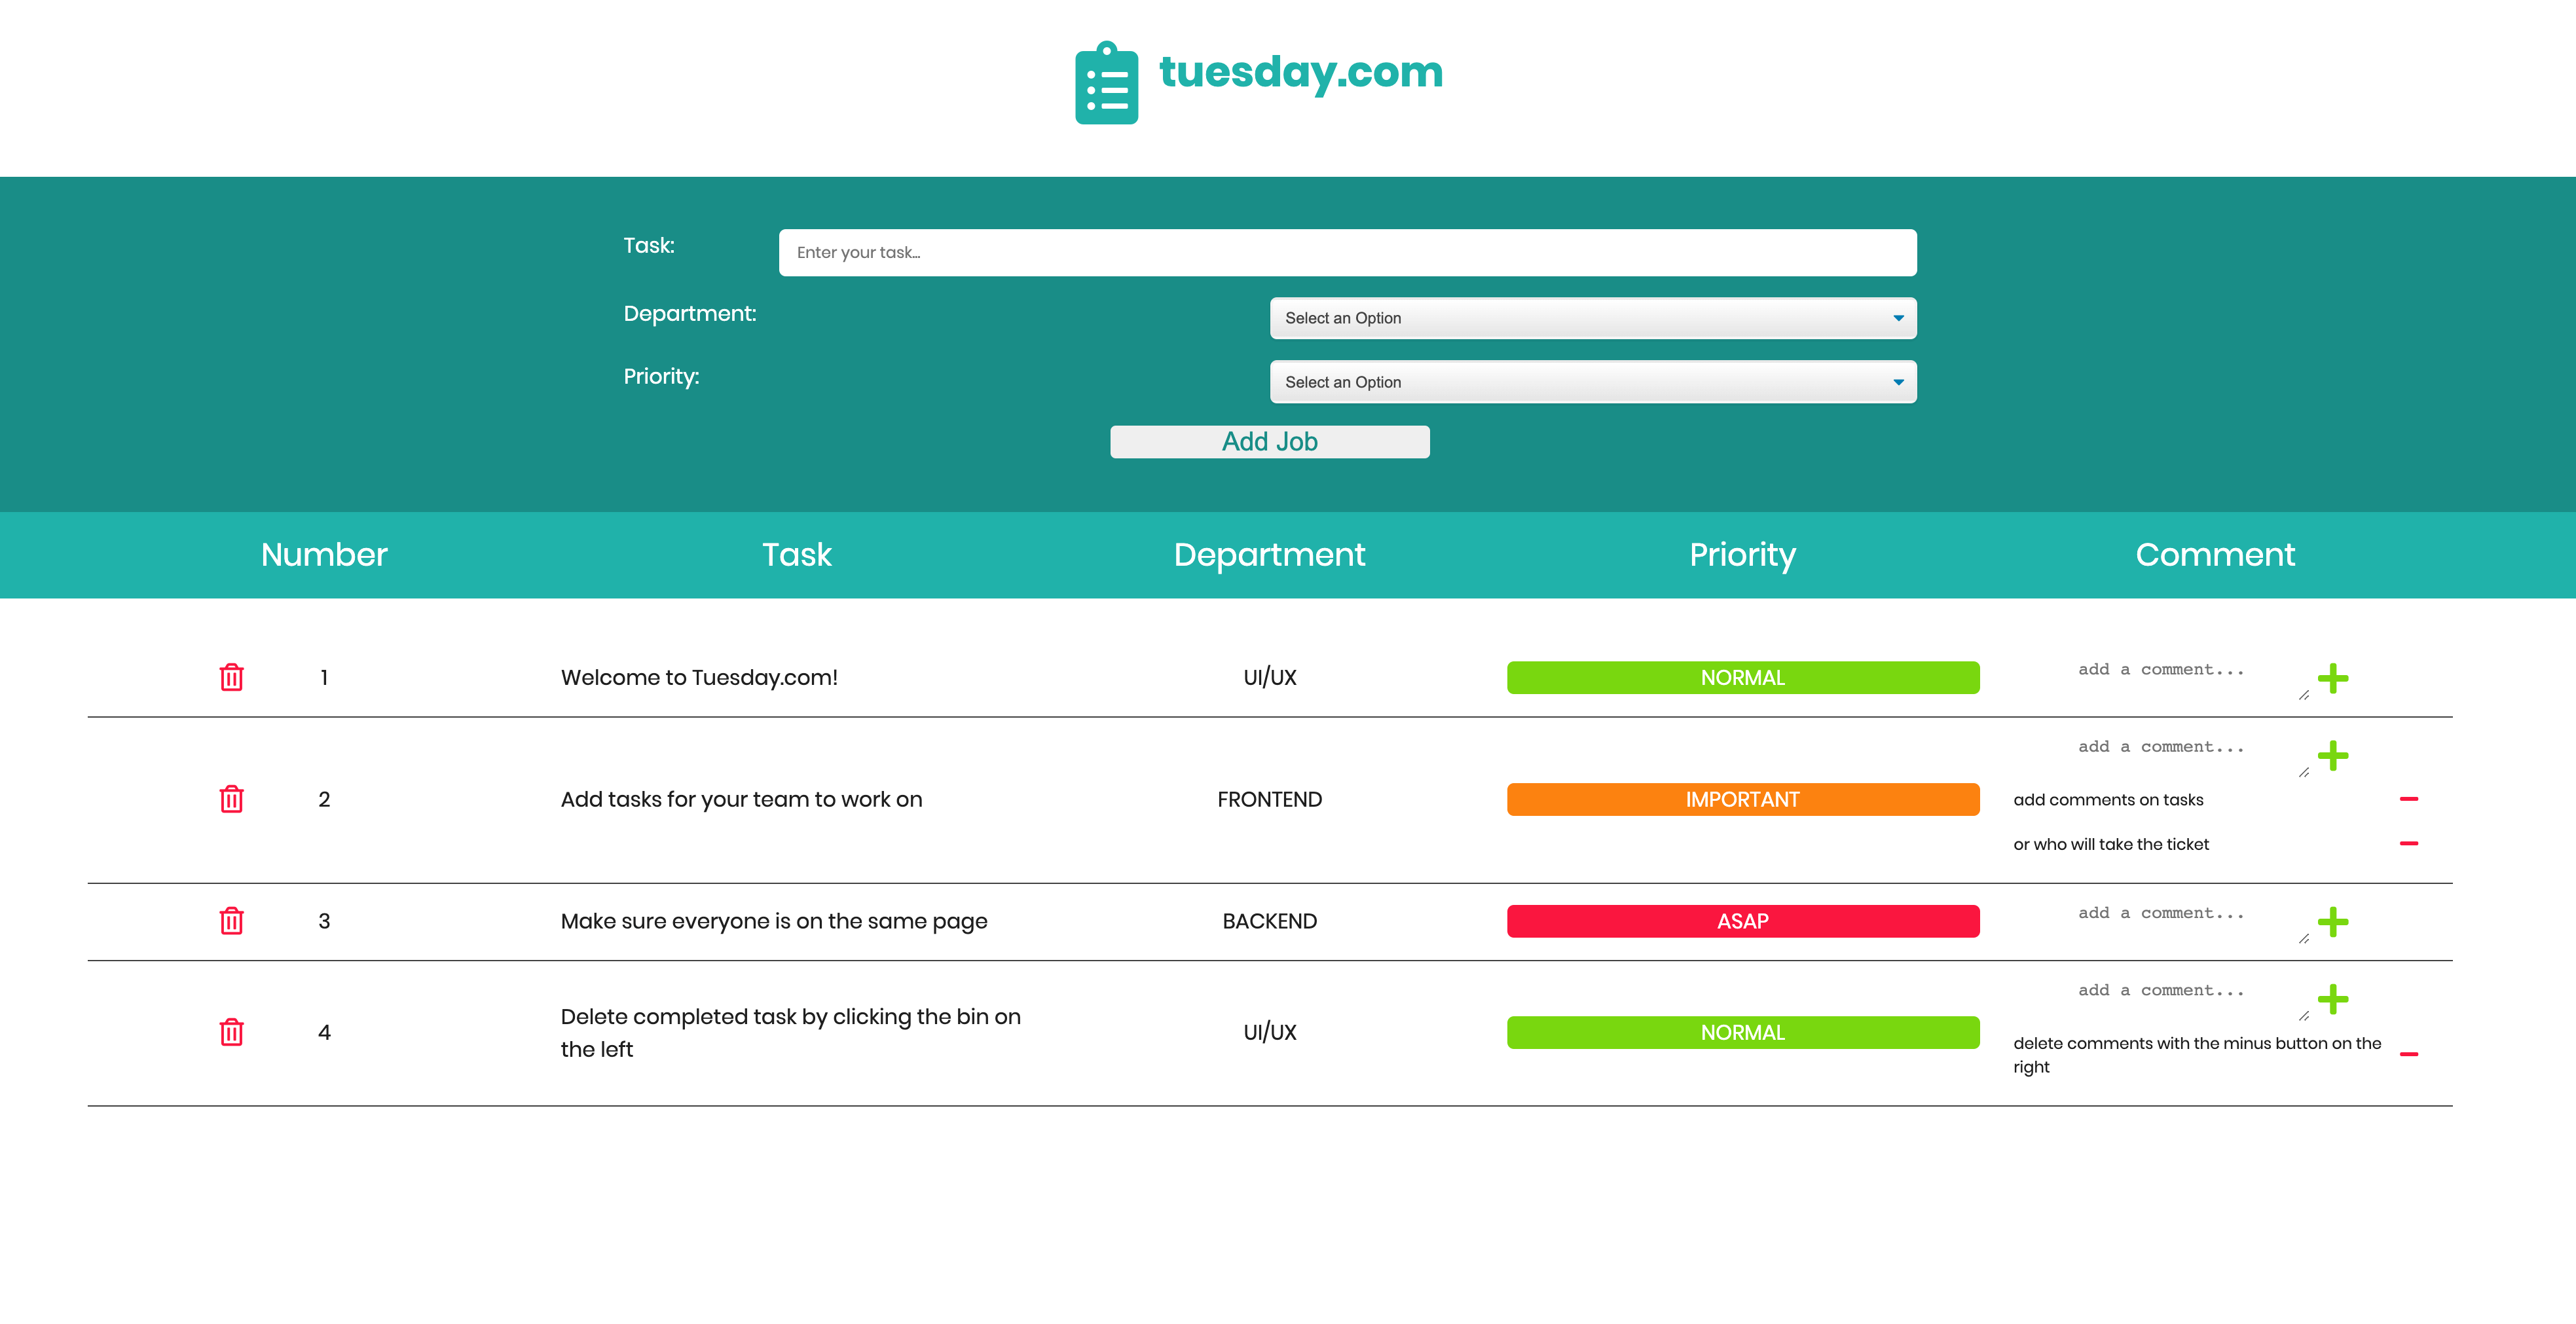 tuesday.com
Task:
Enter your task...
Department:
Select an Option
Priority:
Select an Option
Add Job
Number Task Department Priority Comment
1 Welcome to Tuesday.com! UI/UX NORMAL add a comment...
add a comment...
2 Add tasks for your team to work on FRONTEND IMPORTANT add comments on tasks
or who will take the ticket
3 Make sure everyone is on the same page BACKEND ASAP add a comment...
add a comment...
4 Delete completed task by clicking the bin on
the left
UI/UX NORMAL
delete comments with the minus button on the
right